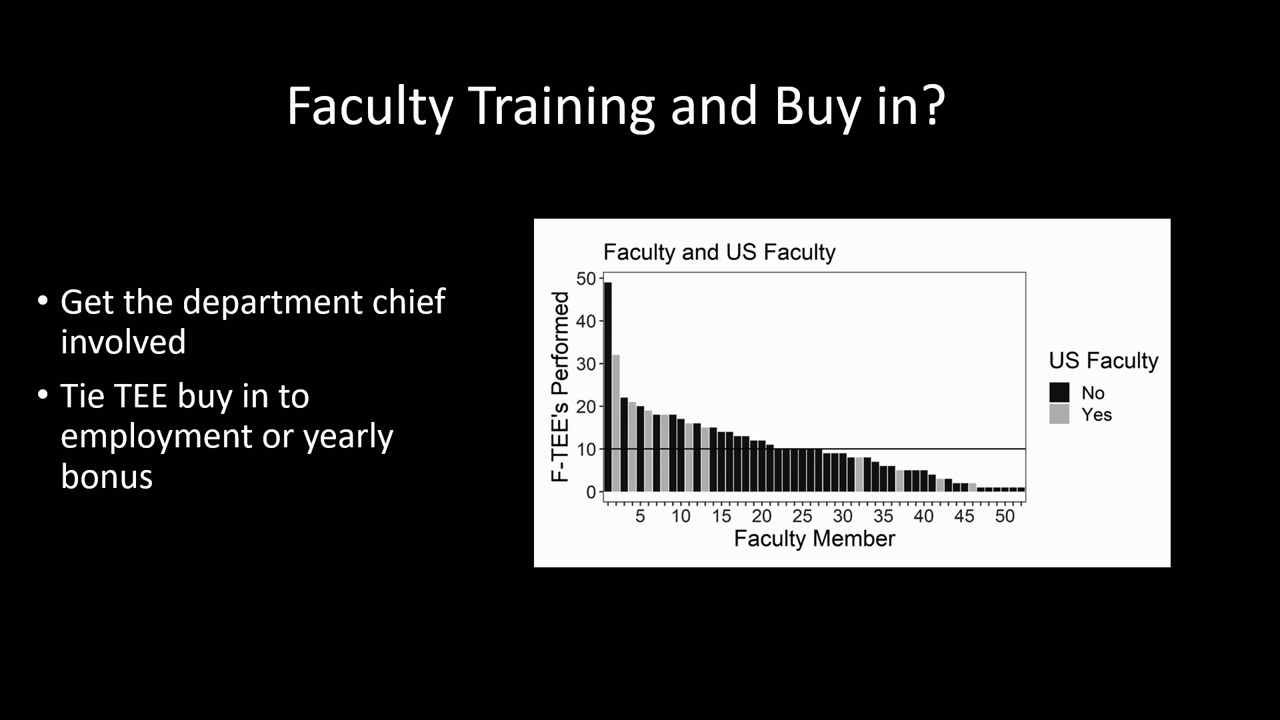 Faculty Training and Buy in?
• Get the department chief
involved
• Tie TEE buy in to
employment or yearly
bonus
Faculty and US Faculty
50
40
30
20
10
0
F-TEE's Performed
5 10 15 20 25 30 35 40 45 50
Faculty Member
US Faculty
No
Yes